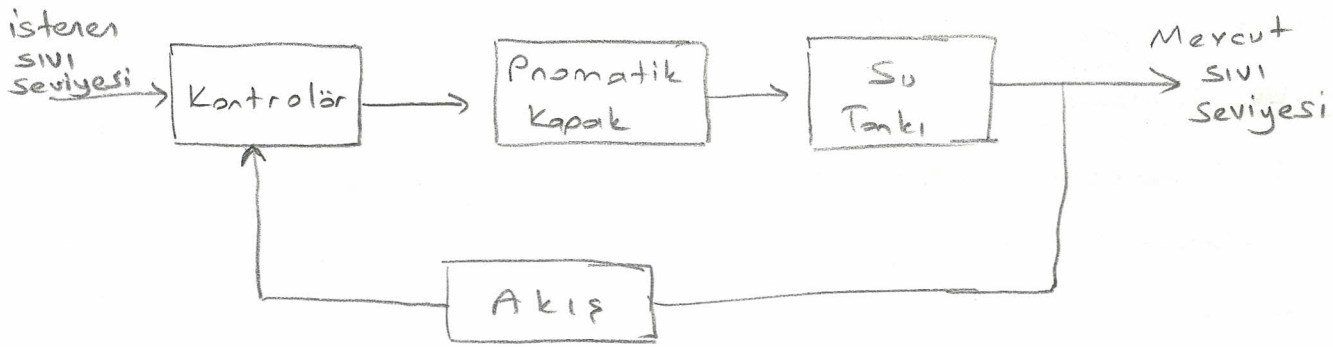 istenen
sıvı
seviyesi
Kontrolör
Pnomatik
Kapak
Su
Tankı
Mevcut
sıvı
seviyesi
Akış